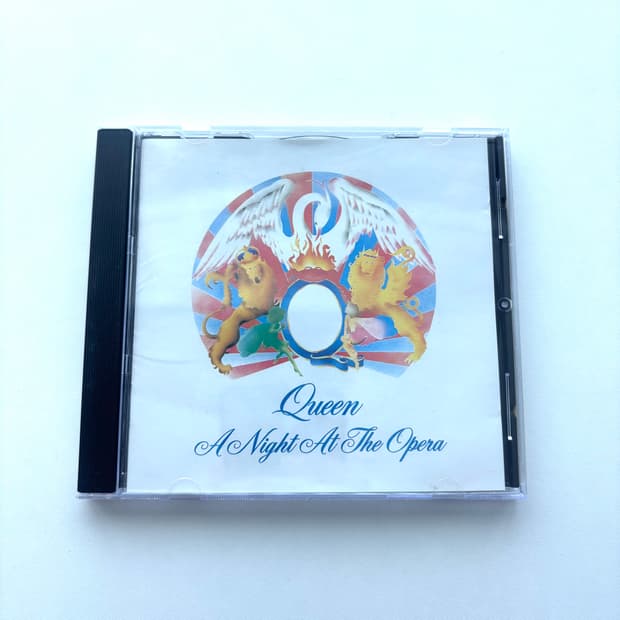 Queen
A Night At The Opera